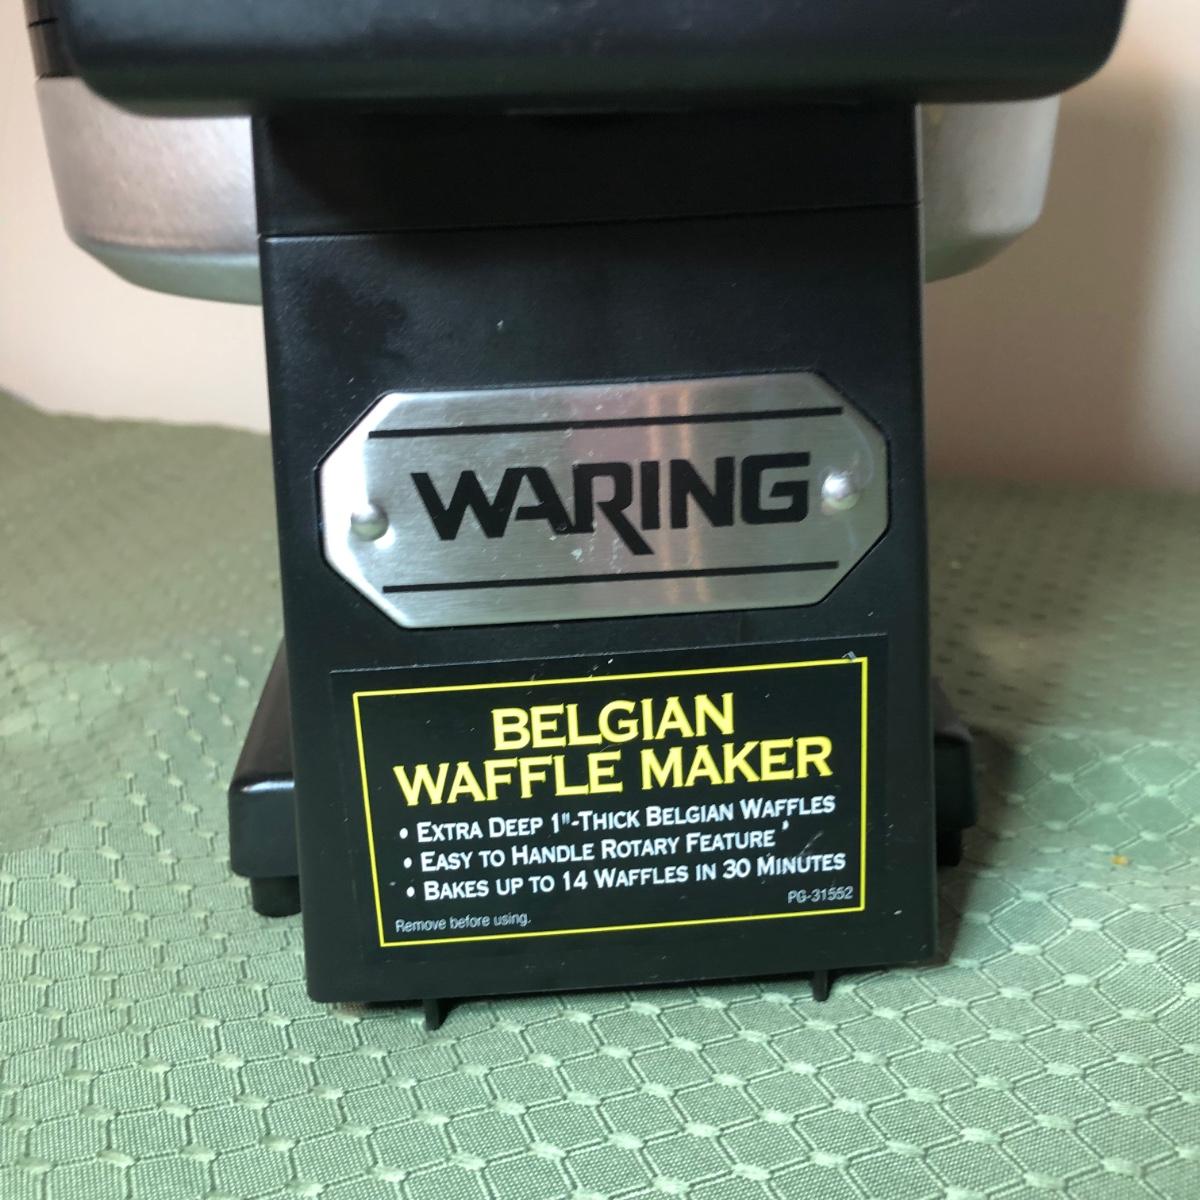 WARING
BELGIAN
WAFFLE MAKER
• EXTRA DEEP 1"-THICK BELGIAN WAFFLES
• EASY TO HANDLE ROTARY FEATURE
• BAKES UP TO 14 WAFFLES IN 30 MINUTES
PG-31552
Remove before using.